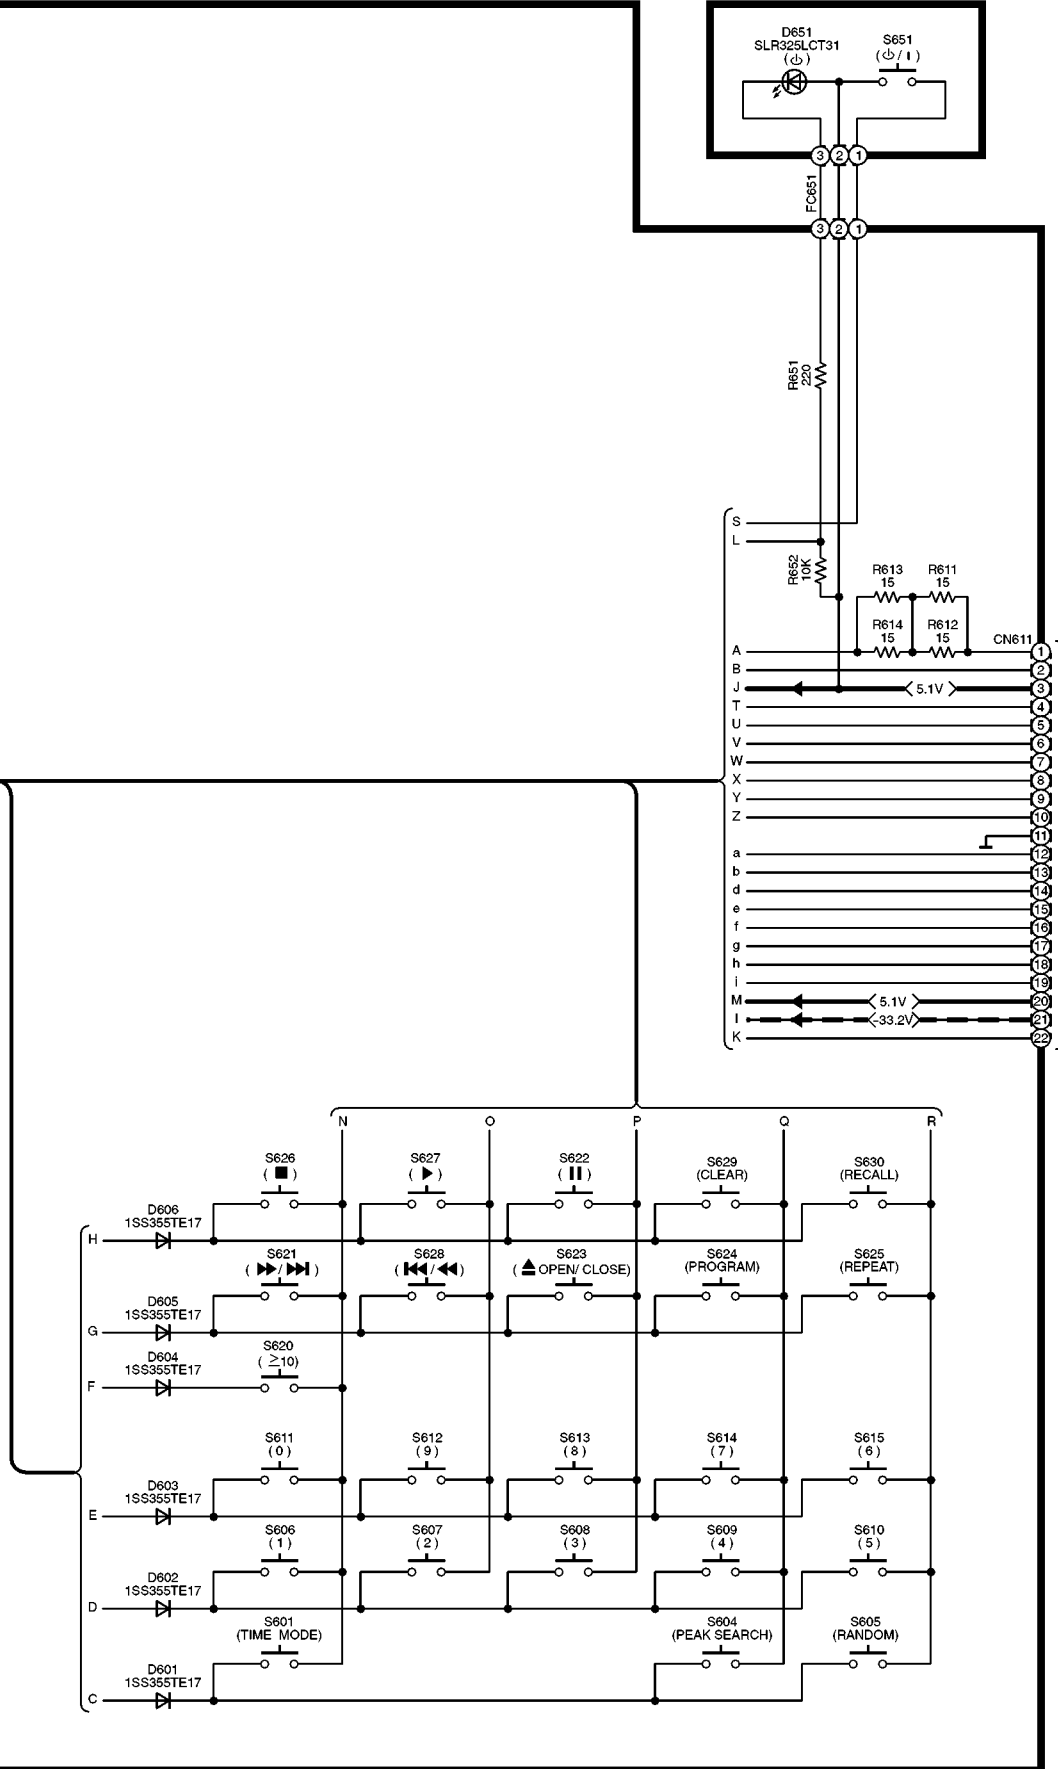 D651
SLR325LCT31
(⏻)
S651
(⏻/I)
3 2 1
FC651
3 2 1
R651
220
S
L
R652
10K
R613
15
R611
15
R614
15
R612
15
CN611
A 1
B 2
J 5.1V 3
T 4
U 5
V 6
W 7
X 8
Y 9
Z 10
11
a 12
b 13
d 14
e 15
f 16
g 17
h 18
i 19
M 5.1V 20
I -33.2V 21
K 22
N O P Q R
S626
(■)
S627
(▶)
S622
(❚❚)
S629
(CLEAR)
S630
(RECALL)
D606
1SS355TE17
H
S621
(▶▶/▶▶|)
S628
(|◀◀/◀◀)
S623
(⏏OPEN/CLOSE)
S624
(PROGRAM)
S625
(REPEAT)
D605
1SS355TE17
G
D604
1SS355TE17
S620
(≥10)
F
S611
(0)
S612
(9)
S613
(8)
S614
(7)
S615
(6)
D603
1SS355TE17
E
S606
(1)
S607
(2)
S608
(3)
S609
(4)
S610
(5)
D602
1SS355TE17
D
S601
(TIME MODE)
S604
(PEAK SEARCH)
S605
(RANDOM)
D601
1SS355TE17
C